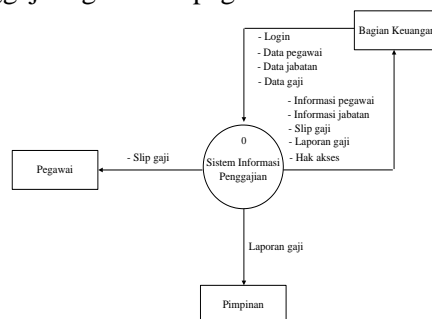 Bagian Keuangan
- Login
- Data pegawai
- Data jabatan
- Data gaji
- Informasi pegawai
- Informasi jabatan
- Slip gaji
- Laporan gaji
- Hak akses
0
Sistem Informasi
Penggajian
- Slip gaji
Pegawai
Laporan gaji
Pimpinan